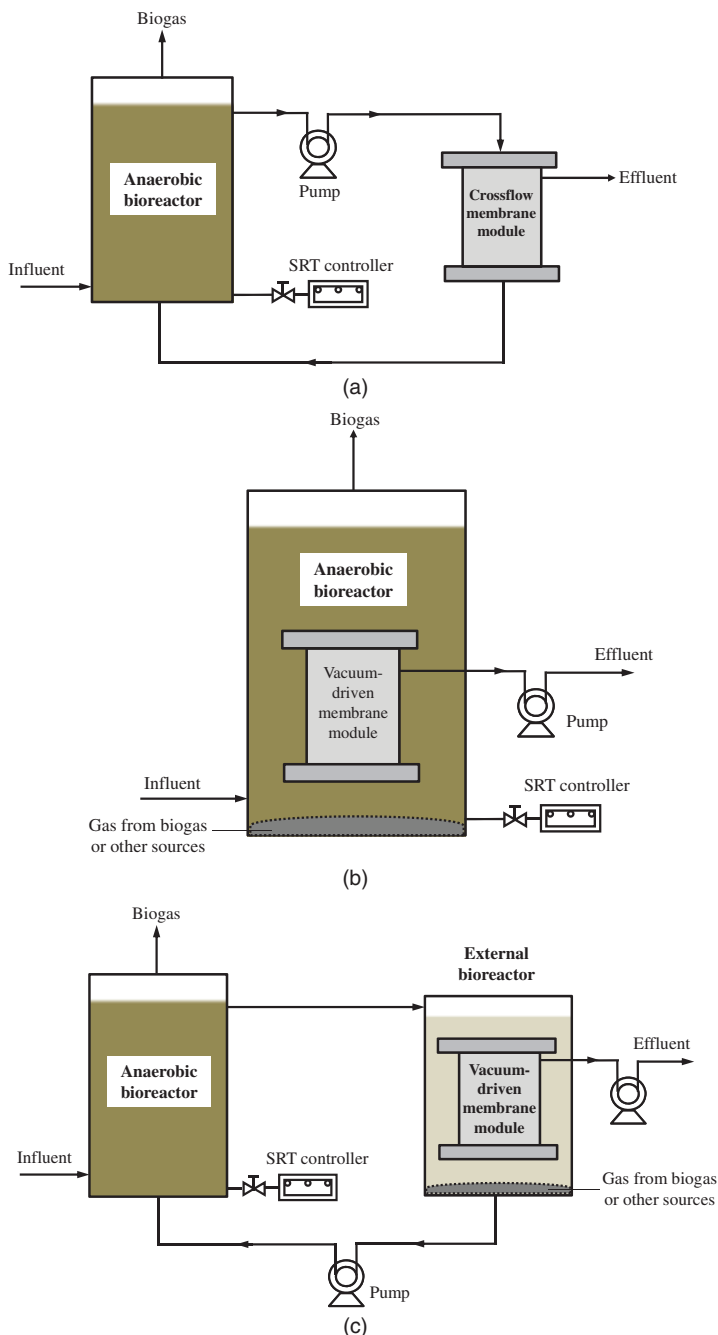 Biogas
Anaerobic
bioreactor
Pump
Crossflow
membrane
module
Effluent
Influent
SRT controller
(a)
Biogas
Anaerobic
bioreactor
Vacuum-
driven
membrane
module
Effluent
Pump
Influent
SRT controller
Gas from biogas
or other sources
(b)
Biogas
External
bioreactor
Anaerobic
bioreactor
Effluent
Vacuum-
driven
membrane
module
Influent
SRT controller
Gas from biogas
or other sources
Pump
(c)